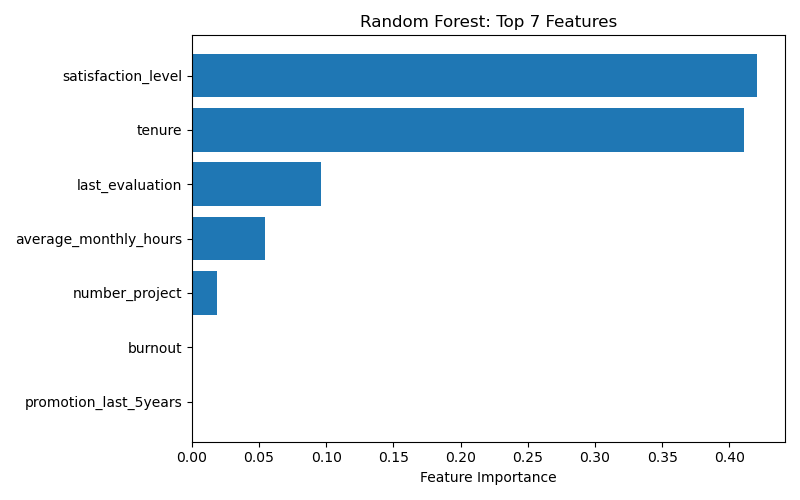 Random Forest: Top 7 Features
satisfaction_level
tenure
last_evaluation
average_monthly_hours
number_project
burnout
promotion_last_5years
0.00 0.05 0.10 0.15 0.20 0.25 0.30 0.35 0.40
Feature Importance